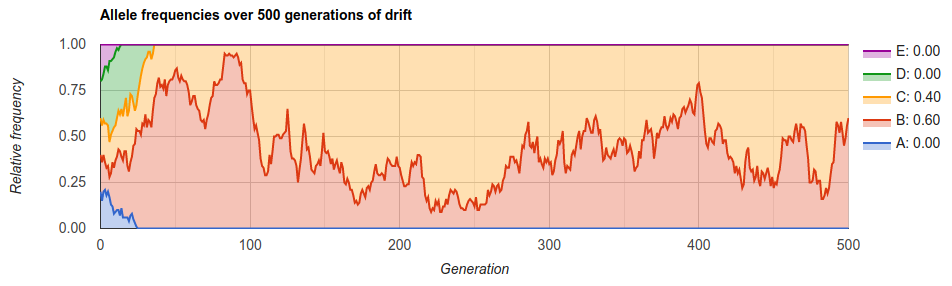 Allele frequencies over 500 generations of drift
Relative frequency
1.00
0.75
0.50
0.25
0.00
0 100 200 300 400 500
Generation
E: 0.00
D: 0.00
C: 0.40
B: 0.60
A: 0.00